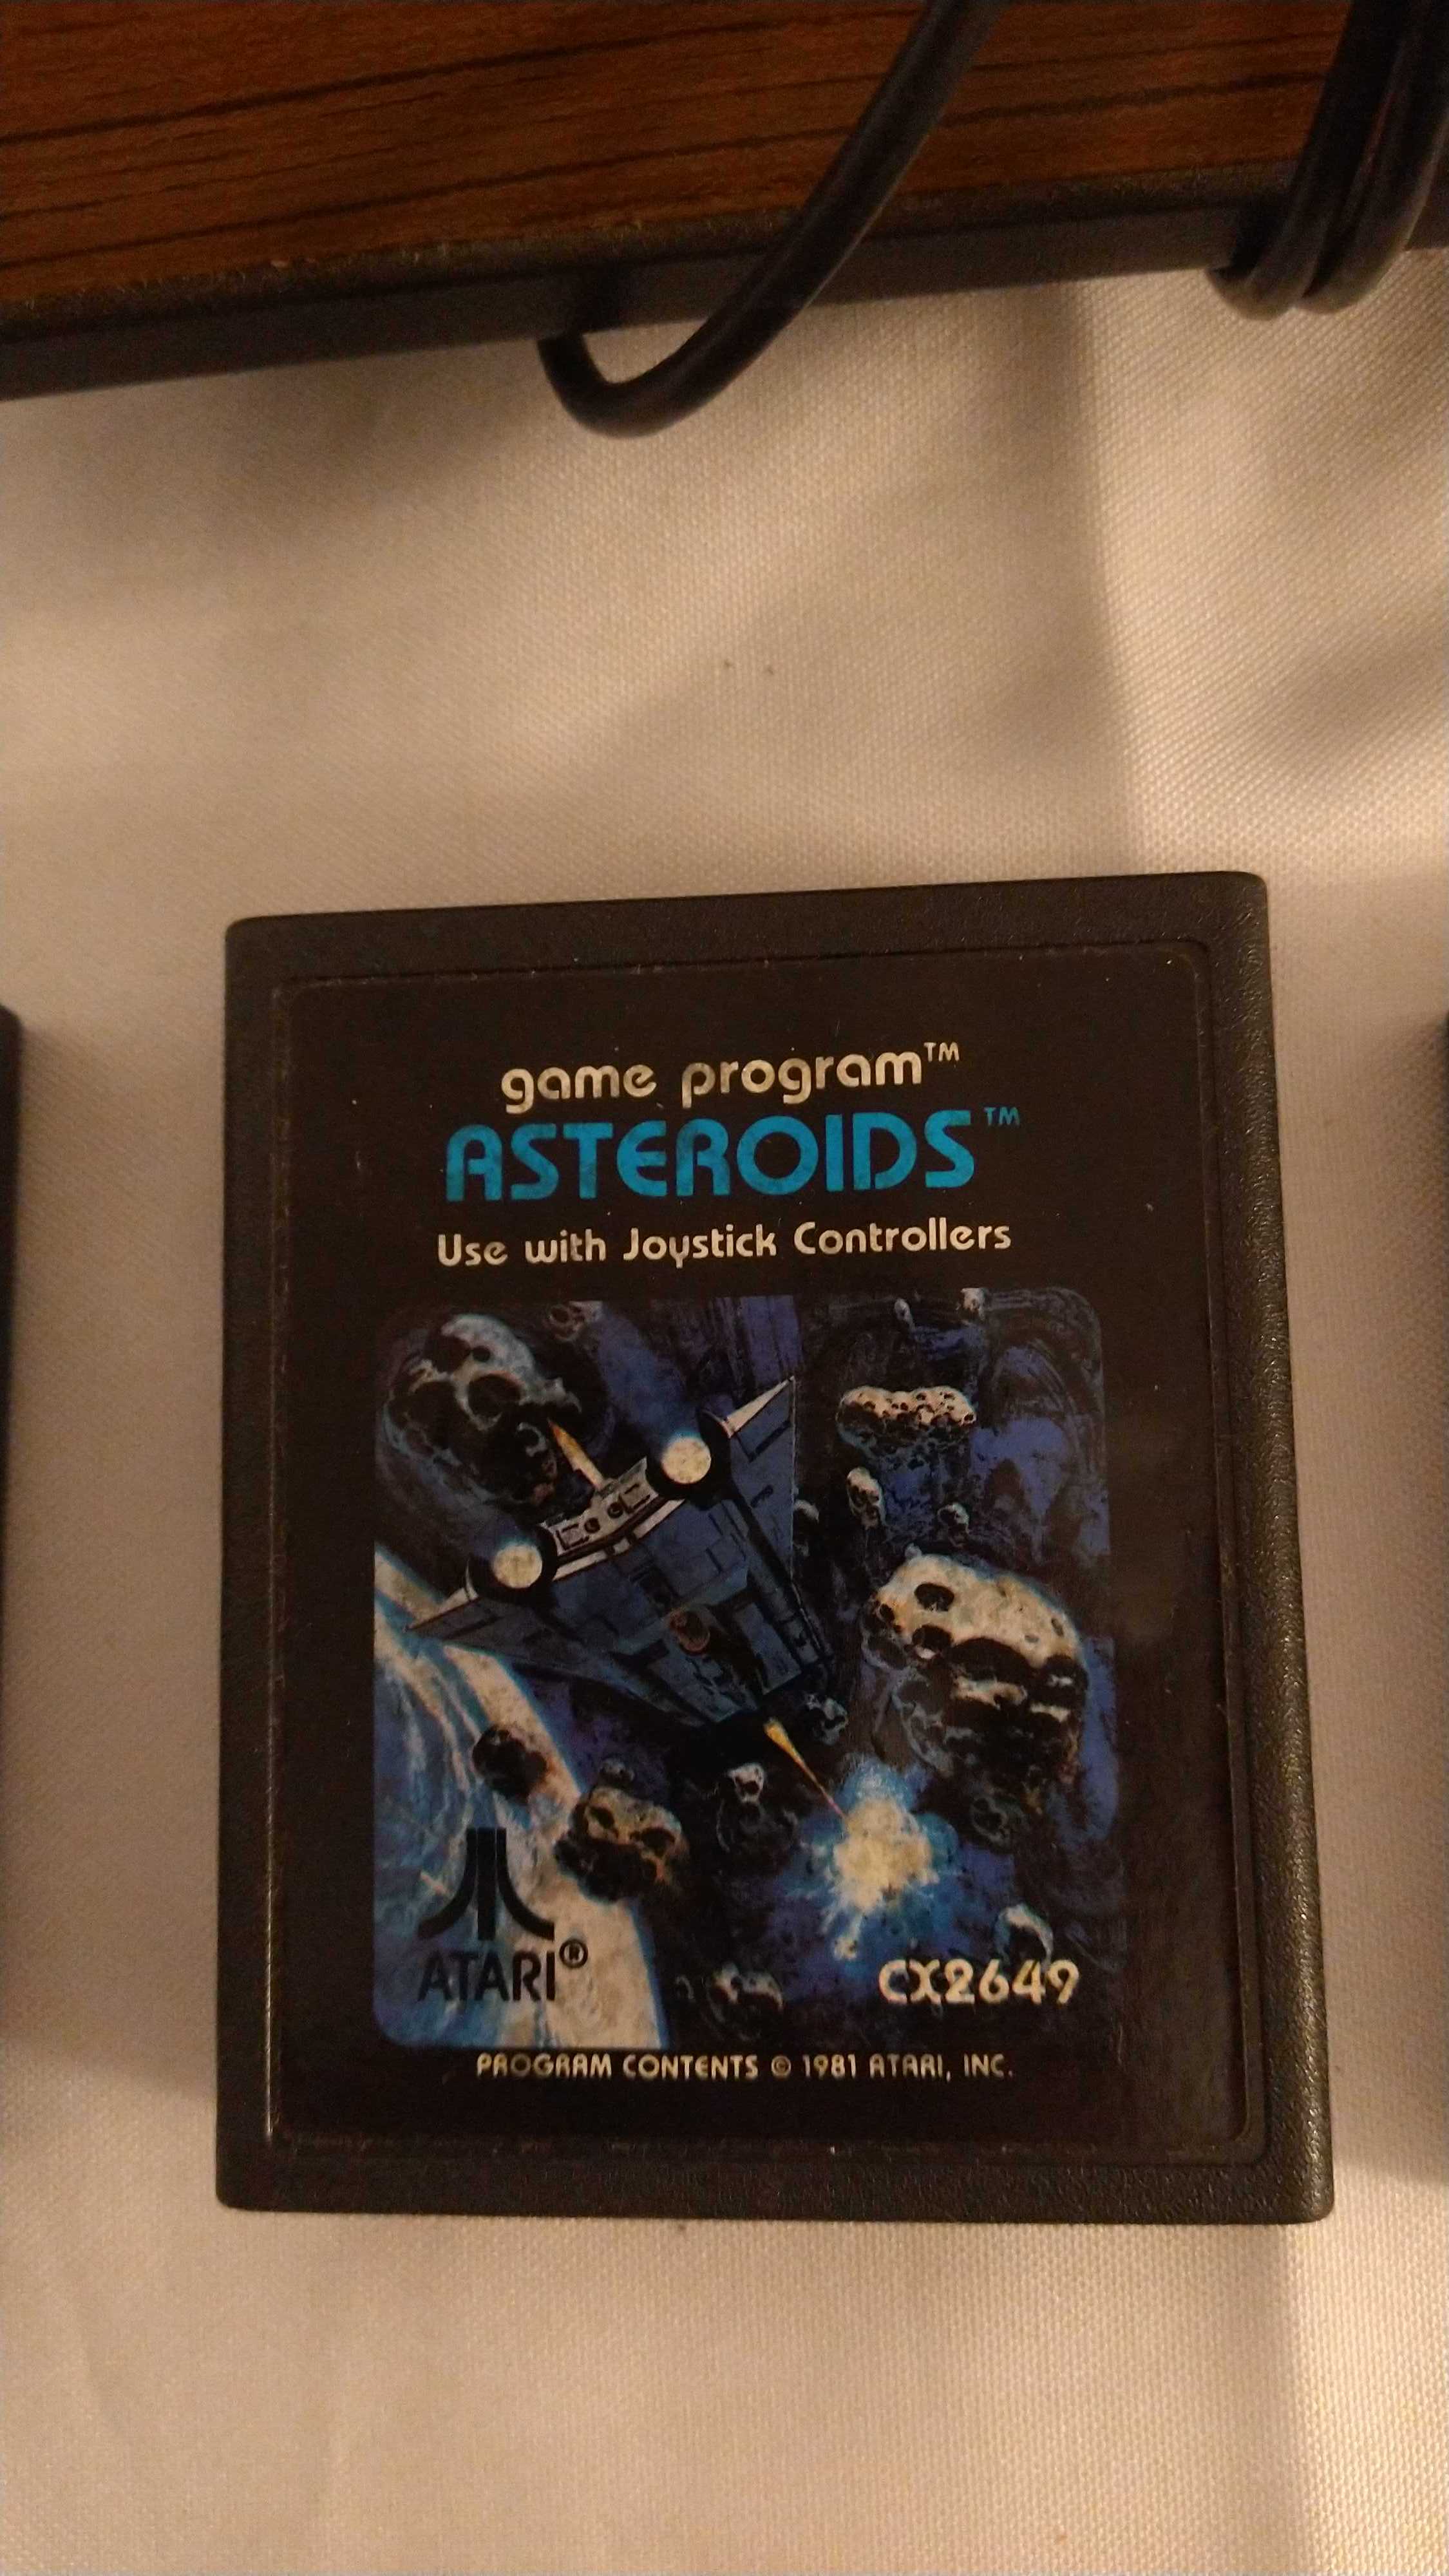 game program™
ASTEROIDS™
Use with Joystick Controllers
ATARI®
CX2649
PROGRAM CONTENTS © 1981 ATARI, INC.